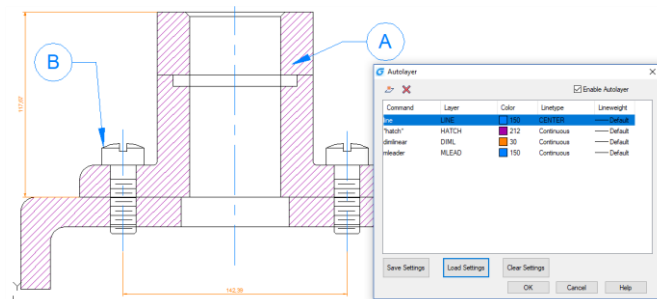 A
B
117,07
142,38
Y
Autolayer
Enable Autolayer
Command Layer Color Linetype Lineweight
line LINE 150 CENTER Default
"hatch" HATCH 212 Continuous Default
dimlinear DIML 30 Continuous Default
mleader MLEAD 150 Continuous Default
Save Settings Load Settings Clear Settings
OK Cancel Help